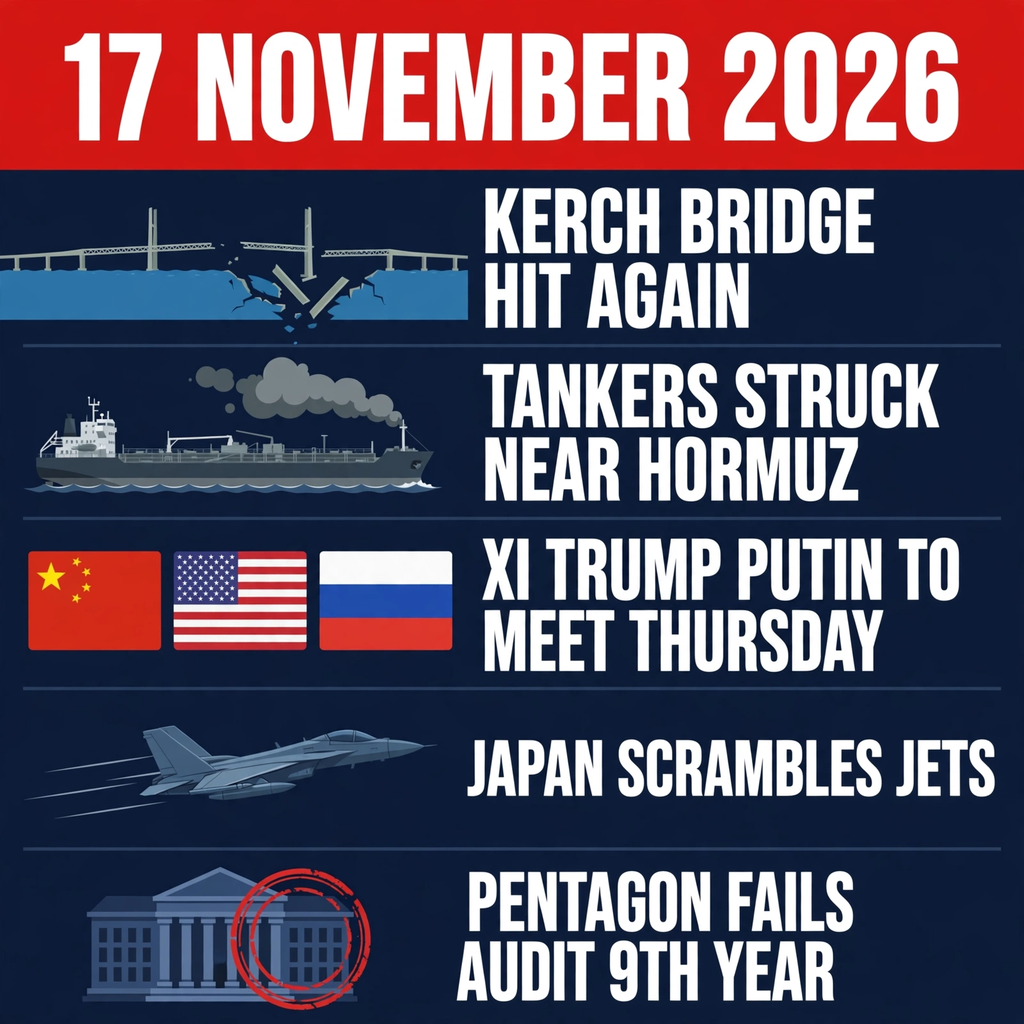 17 NOVEMBER 2026
KERCH BRIDGE
HIT AGAIN
TANKERS STRUCK
NEAR HORMUZ
XI TRUMP PUTIN TO
MEET THURSDAY
JAPAN SCRAMBLES JETS
PENTAGON FAILS
AUDIT 9TH YEAR